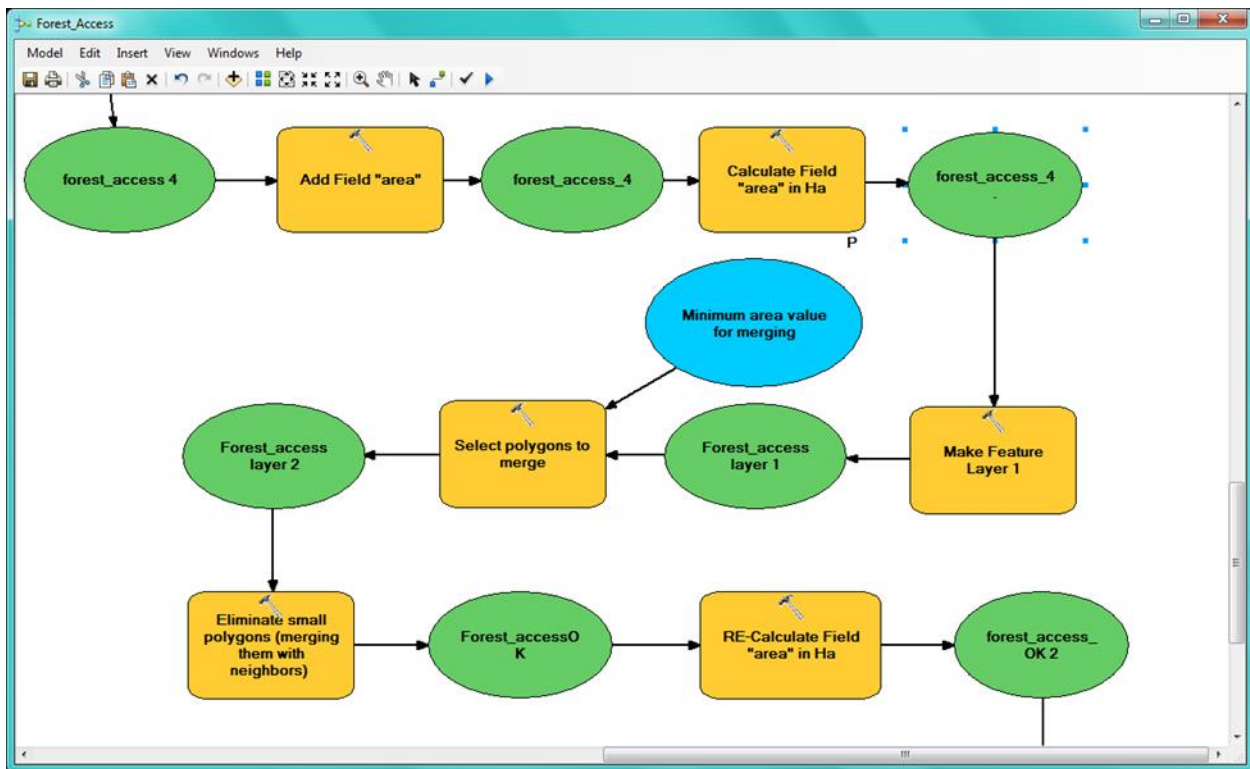 Forest_Access
Model Edit Insert View Windows Help
forest_access 4
Add Field "area"
forest_access_4
Calculate Field
"area" in Ha
P
forest_access_4
.
Minimum area value
for merging
Forest_access
layer 2
Select polygons to
merge
Forest_access
layer 1
Make Feature
Layer 1
Eliminate small
polygons (merging
them with
neighbors)
Forest_accessO
K
RE-Calculate Field
"area" in Ha
forest_access_
OK 2